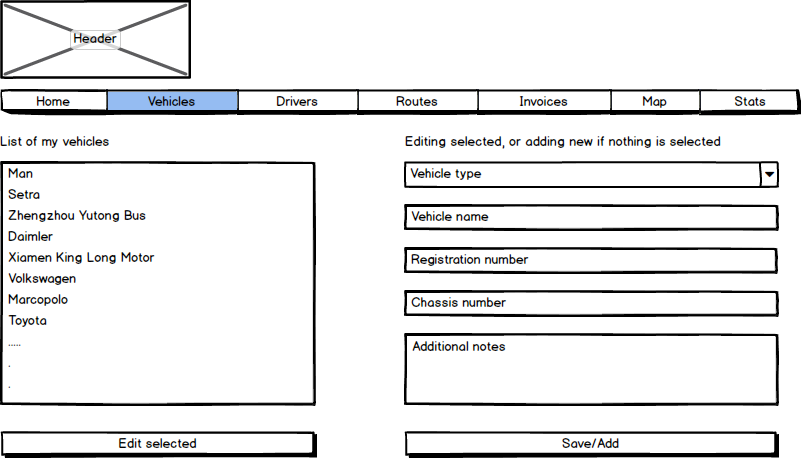 Header
Home Vehicles Drivers Routes Invoices Map Stats
List of my vehicles
Man
Setra
Zhengzhou Yutong Bus
Daimler
Xiamen King Long Motor
Volkswagen
Marcopolo
Toyota
.....
.
.
Edit selected
Editing selected, or adding new if nothing is selected
Vehicle type
Vehicle name
Registration number
Chassis number
Additional notes
Save/Add